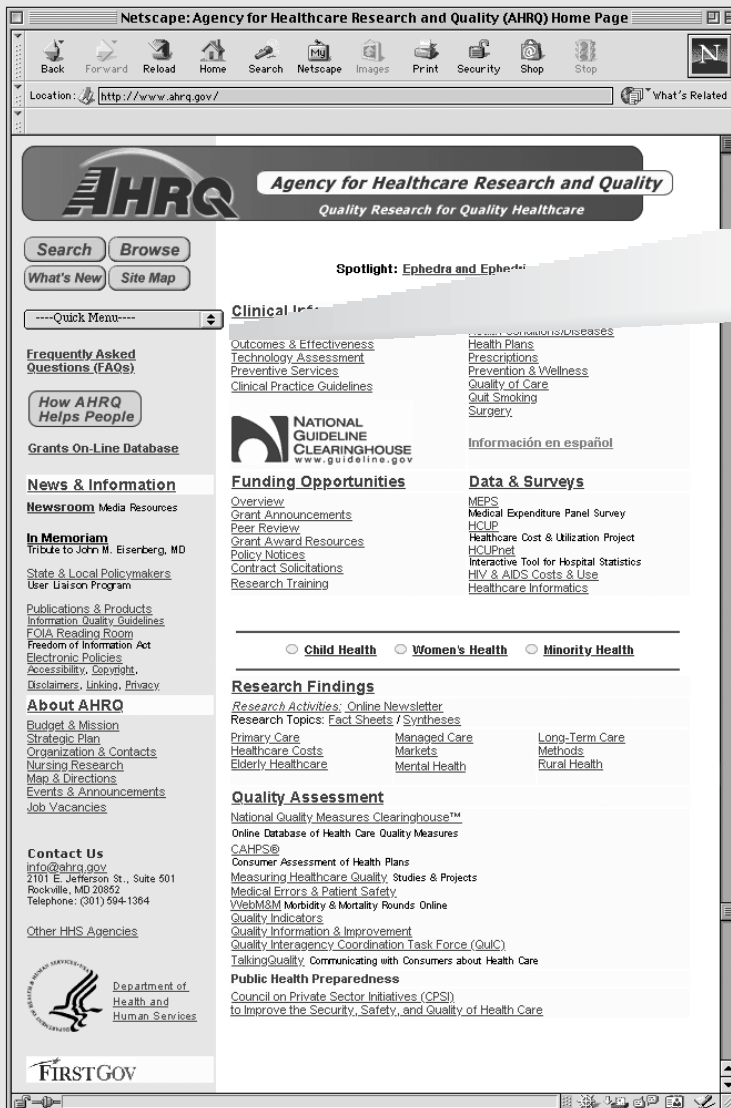 Netscape: Agency for Healthcare Research and Quality (AHRQ) Home Page
Back Forward Reload Home Search Netscape Images Print Security Shop Stop
My
N
Location: http://www.ahrq.gov/ What's Related
AHRQ
Agency for Healthcare Research and Quality
Quality Research for Quality Healthcare
Search Browse
What's New Site Map
----Quick Menu----
Frequently Asked
Questions (FAQs)
How AHRQ
Helps People
Grants On-Line Database
News & Information
Newsroom Media Resources
In Memoriam
Tribute to John M. Eisenberg, MD
State & Local Policymakers
User Liaison Program
Publications & Products
Information Quality Guidelines
FOIA Reading Room
Freedom of Information Act
Electronic Policies
Accessibility, Copyright,
Disclaimers, Linking, Privacy
About AHRQ
Budget & Mission
Strategic Plan
Organization & Contacts
Nursing Research
Map & Directions
Events & Announcements
Job Vacancies
Contact Us
info@ahrq.gov
2101 E. Jefferson St., Suite 501
Rockville, MD 20852
Telephone: (301) 594-1364
Other HHS Agencies
Department of
Health and
Human Services
FIRSTGOV
Spotlight: Ephedra and
Clinical
Outcomes & Effectiveness
Technology Assessment
Preventive Services
Clinical Practice Guidelines
NATIONAL
GUIDELINE
CLEARINGHOUSE
www.guideline.gov
Health Conditions/Diseases
Health Plans
Prescriptions
Prevention & Wellness
Quality of Care
Quit Smoking
Surgery
Información en español
Funding Opportunities
Overview
Grant Announcements
Peer Review
Grant Award Resources
Policy Notices
Contract Solicitations
Research Training
Data & Surveys
MEPS
Medical Expenditure Panel Survey
HCUP
Healthcare Cost & Utilization Project
HCUPnet
Interactive Tool for Hospital Statistics
HIV & AIDS Costs & Use
Healthcare Informatics
Child Health Women's Health Minority Health
Research Findings
Research Activities: Online Newsletter
Research Topics: Fact Sheets / Syntheses
Primary Care Managed Care Long-Term Care
Healthcare Costs Markets Methods
Elderly Healthcare Mental Health Rural Health
Quality Assessment
National Quality Measures Clearinghouse™
Online Database of Health Care Quality Measures
CAHPS®
Consumer Assessment of Health Plans
Measuring Healthcare Quality Studies & Projects
Medical Errors & Patient Safety
WebM&M Morbidity & Mortality Rounds Online
Quality Indicators
Quality Information & Improvement
Quality Interagency Coordination Task Force (QuIC)
TalkingQuality Communicating with Consumers about Health Care
Public Health Preparedness
Council on Private Sector Initiatives (CPSI)
to Improve the Security, Safety, and Quality of Health Care